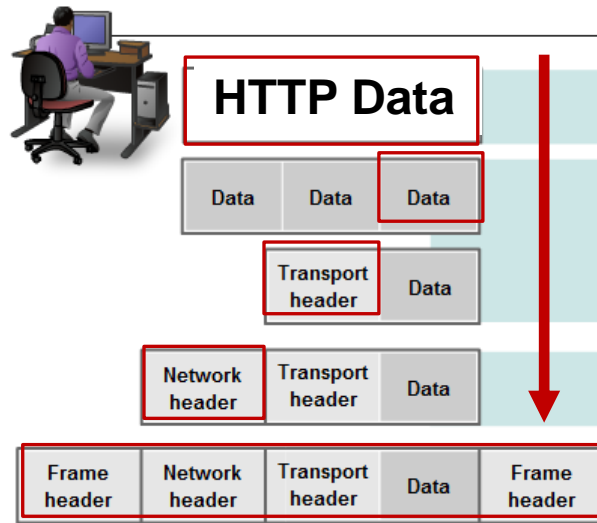 HTTP Data
Data Data Data
Transport
header Data
Network
header Transport
header Data
Frame
header Network
header Transport
header Data Frame
header